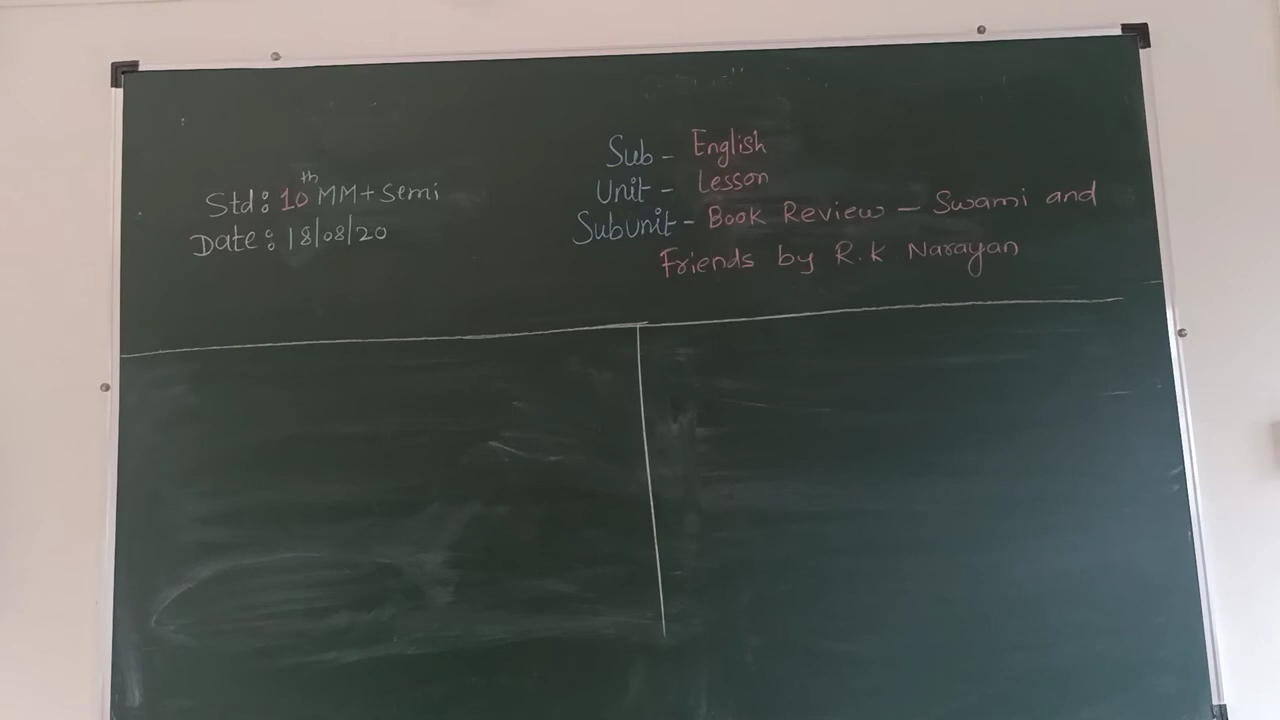 Std: 10th MM+Semi
Date: 18/08/20
Sub - English
Unit - Lesson
Subunit - Book Review - Swami and
Friends by R.K Narayan